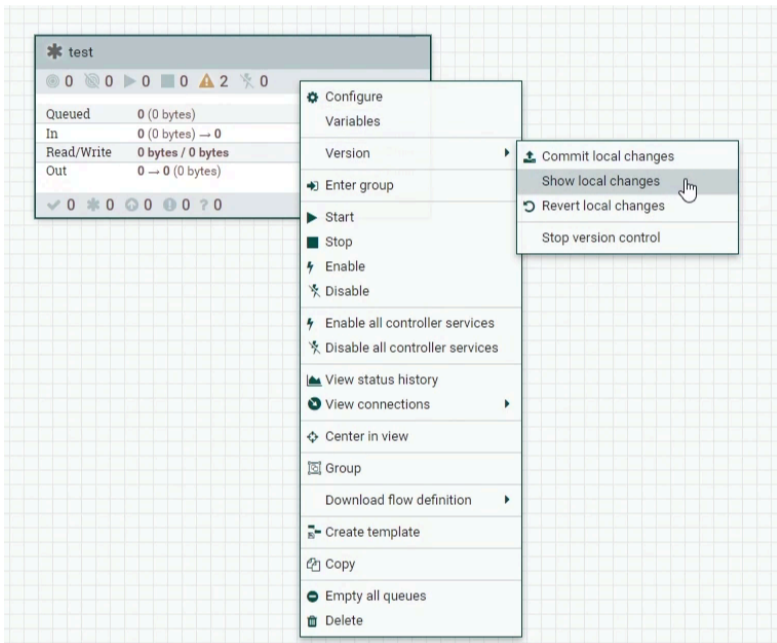 test
0 0 0 0 2 0
Queued 0 (0 bytes)
In 0 (0 bytes) → 0
Read/Write 0 bytes / 0 bytes
Out 0 → 0 (0 bytes)
0 0 0 0 ? 0
Configure
Variables
Version
Enter group
Start
Stop
Enable
Disable
Enable all controller services
Disable all controller services
View status history
View connections
Center in view
Group
Download flow definition
Create template
Copy
Empty all queues
Delete
Commit local changes
Show local changes
Revert local changes
Stop version control